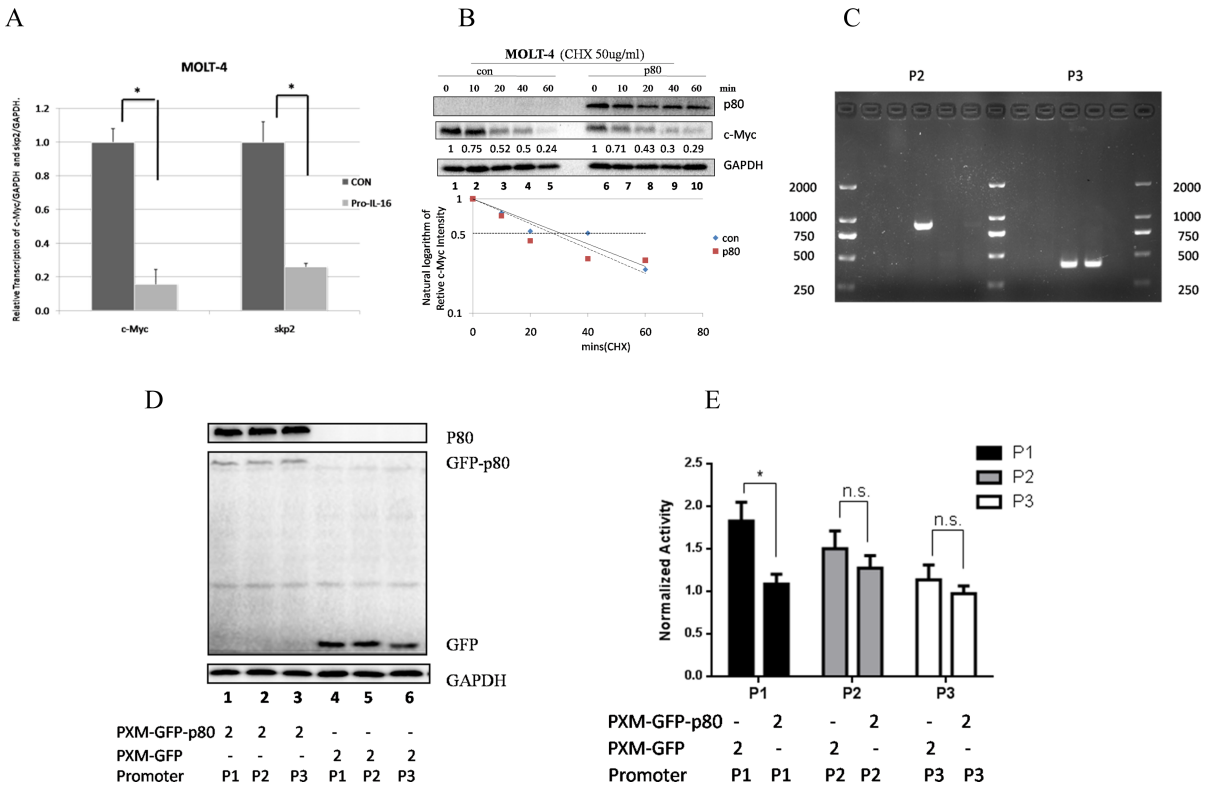 A
MOLT-4
*
*
1.2
1.0
0.8
0.6
0.4
0.2
0.0
Relative Transcription of c-Myc/GAPDH and skp2/GAPDH.
CON
Pro-IL-16
c-Myc
skp2
B
MOLT-4 (CHX 50ug/ml)
con p80
0 10 20 40 60 0 10 20 40 60 min
p80
c-Myc
1 0.75 0.52 0.5 0.24 1 0.71 0.43 0.3 0.29
GAPDH
1 2 3 4 5 6 7 8 9 10
1
0.5
0.1
Natural logarithm of
Retive c-Myc Intensity
con
p80
0 20 40 60 80
mins(CHX)
C
P2 P3
2000 2000
1000 1000
750 750
500 500
250 250
D
P80
GFP-p80
GFP
GAPDH
1 2 3 4 5 6
PXM-GFP-p80 2 2 2 - - -
PXM-GFP - - - 2 2 2
Promoter P1 P2 P3 P1 P2 P3
E
P1
P2
P3
2.5
2.0
1.5
1.0
0.5
0.0
Normalized Activity
*
n.s.
n.s.
P1 P2 P3
PXM-GFP-p80 - 2 - 2 - 2
PXM-GFP 2 - 2 - 2 -
Promoter P1 P1 P2 P2 P3 P3